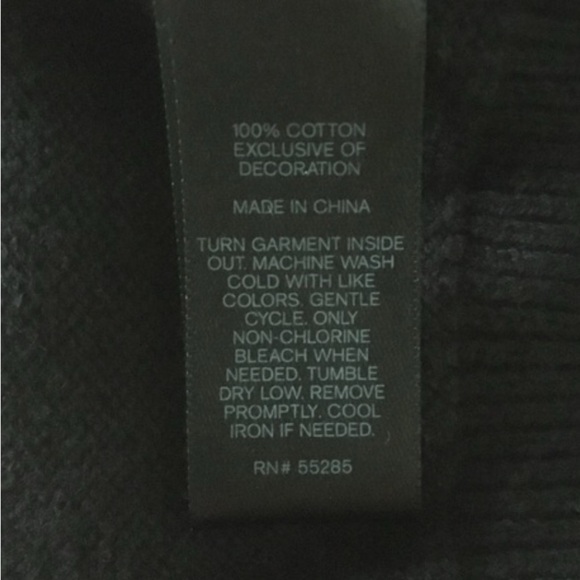 100% COTTON
EXCLUSIVE OF
DECORATION
MADE IN CHINA
TURN GARMENT INSIDE
OUT. MACHINE WASH
COLD WITH LIKE
COLORS. GENTLE
CYCLE. ONLY
NON-CHLORINE
BLEACH WHEN
NEEDED. TUMBLE
DRY LOW. REMOVE
PROMPTLY. COOL
IRON IF NEEDED.
RN# 55285